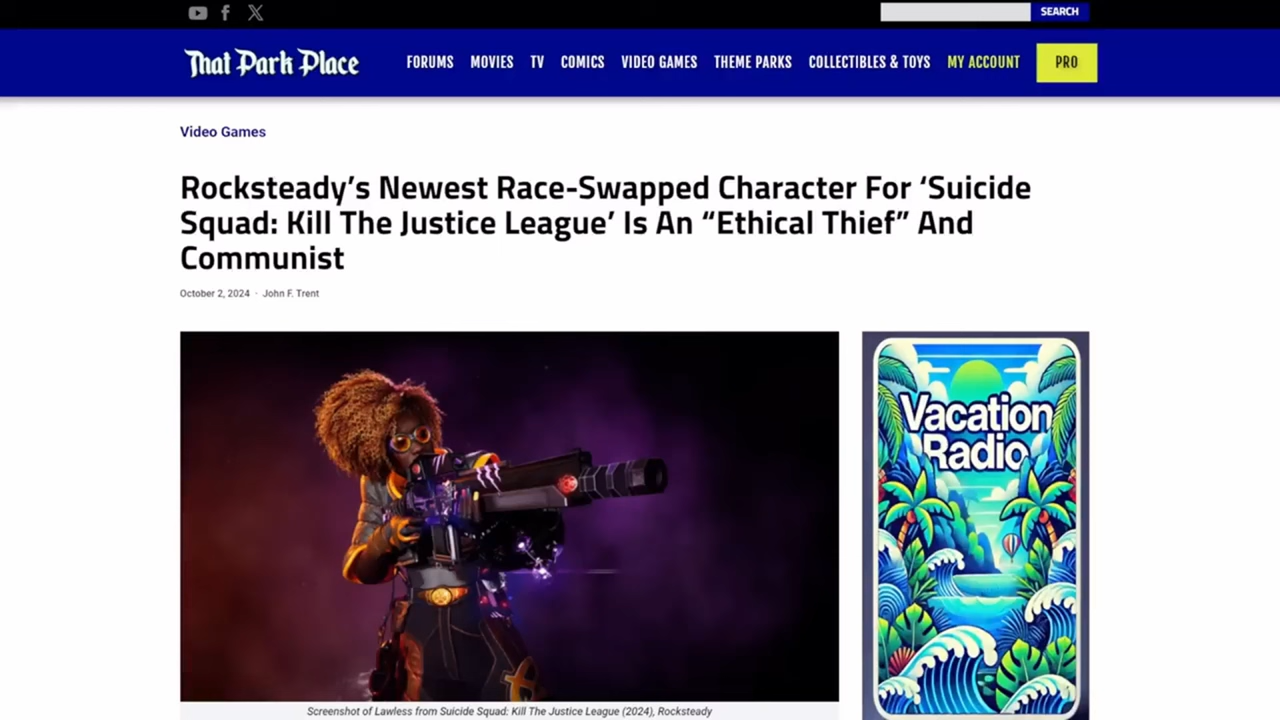 SEARCH
That Park Place
FORUMS MOVIES TV COMICS VIDEO GAMES THEME PARKS COLLECTIBLES & TOYS MY ACCOUNT PRO
Video Games
Rocksteady’s Newest Race-Swapped Character For ‘Suicide
Squad: Kill The Justice League’ Is An “Ethical Thief” And
Communist
October 2, 2024 · John F. Trent
Vacation
Radio
Screenshot of Lawless from Suicide Squad: Kill The Justice League (2024), Rocksteady